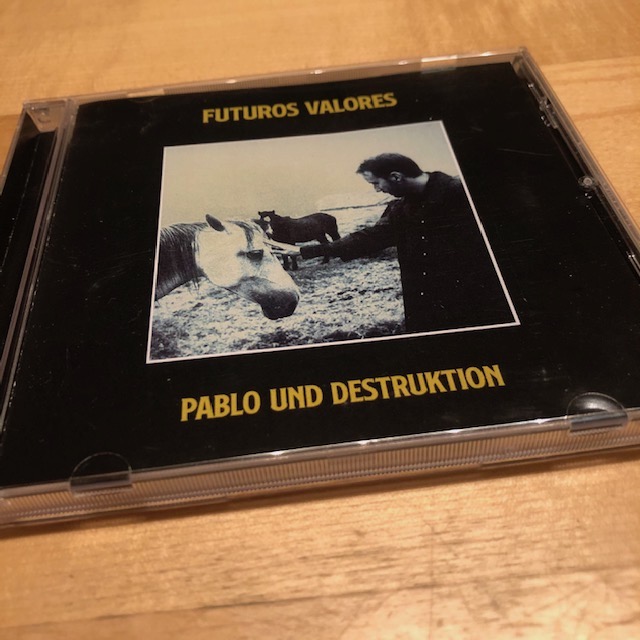 FUTUROS VALORES
PABLO UND DESTRUKTION